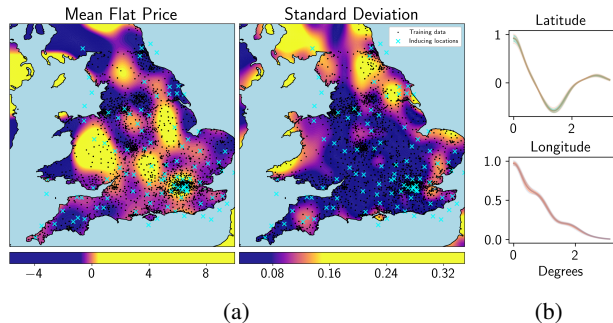 Mean Flat Price
Standard Deviation
Training data
Inducing locations
−4 0 4 8
0.08 0.16 0.24 0.32
(a)
Latitude
1
0
0 2
Longitude
1.0
0.5
0.0
0 2
Degrees
(b)